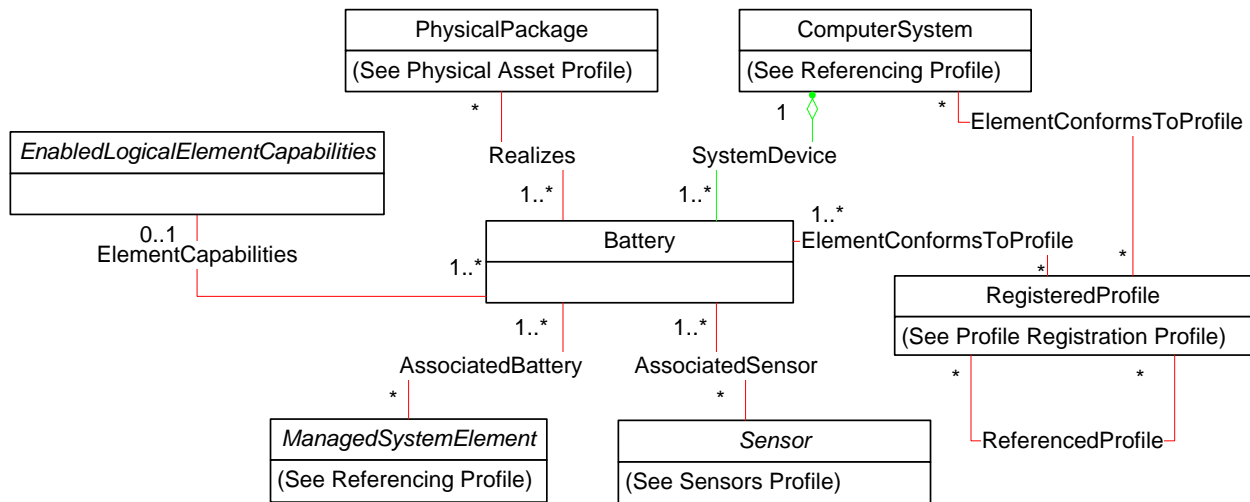 PhysicalPackage
(See Physical Asset Profile)
ComputerSystem
(See Referencing Profile)
*
1
*
ElementConformsToProfile
EnabledLogicalElementCapabilities
Realizes
SystemDevice
1..*
1..*
1..*
0..1
ElementCapabilities
1..*
Battery
ElementConformsToProfile
*
*
RegisteredProfile
(See Profile Registration Profile)
1..*
1..*
AssociatedBattery
AssociatedSensor
*
*
*
*
ManagedSystemElement
(See Referencing Profile)
Sensor
(See Sensors Profile)
ReferencedProfile